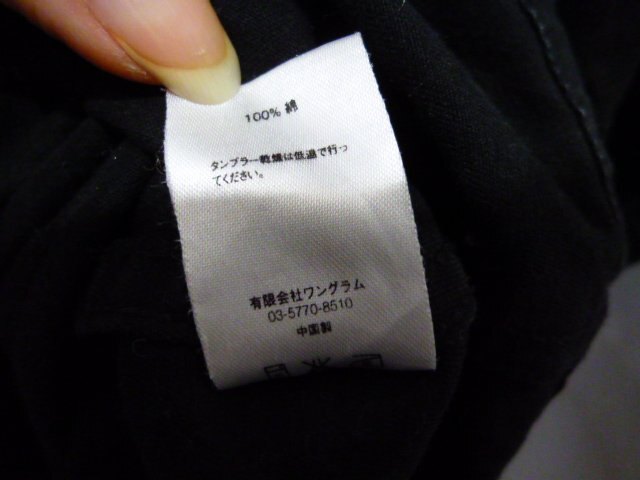 100% 綿
タンブラー乾燥は低温で行っ
てください。
有限会社ワングラム
03-5770-8510
中国製